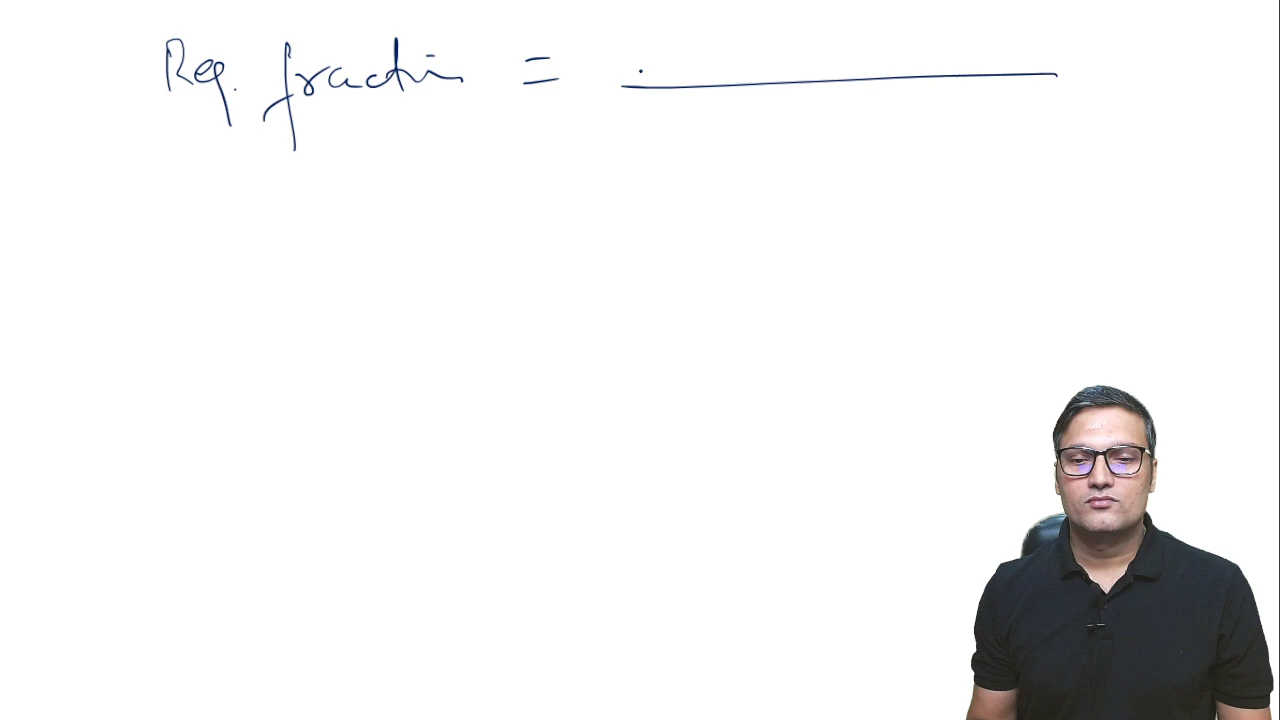 Req. fraction =